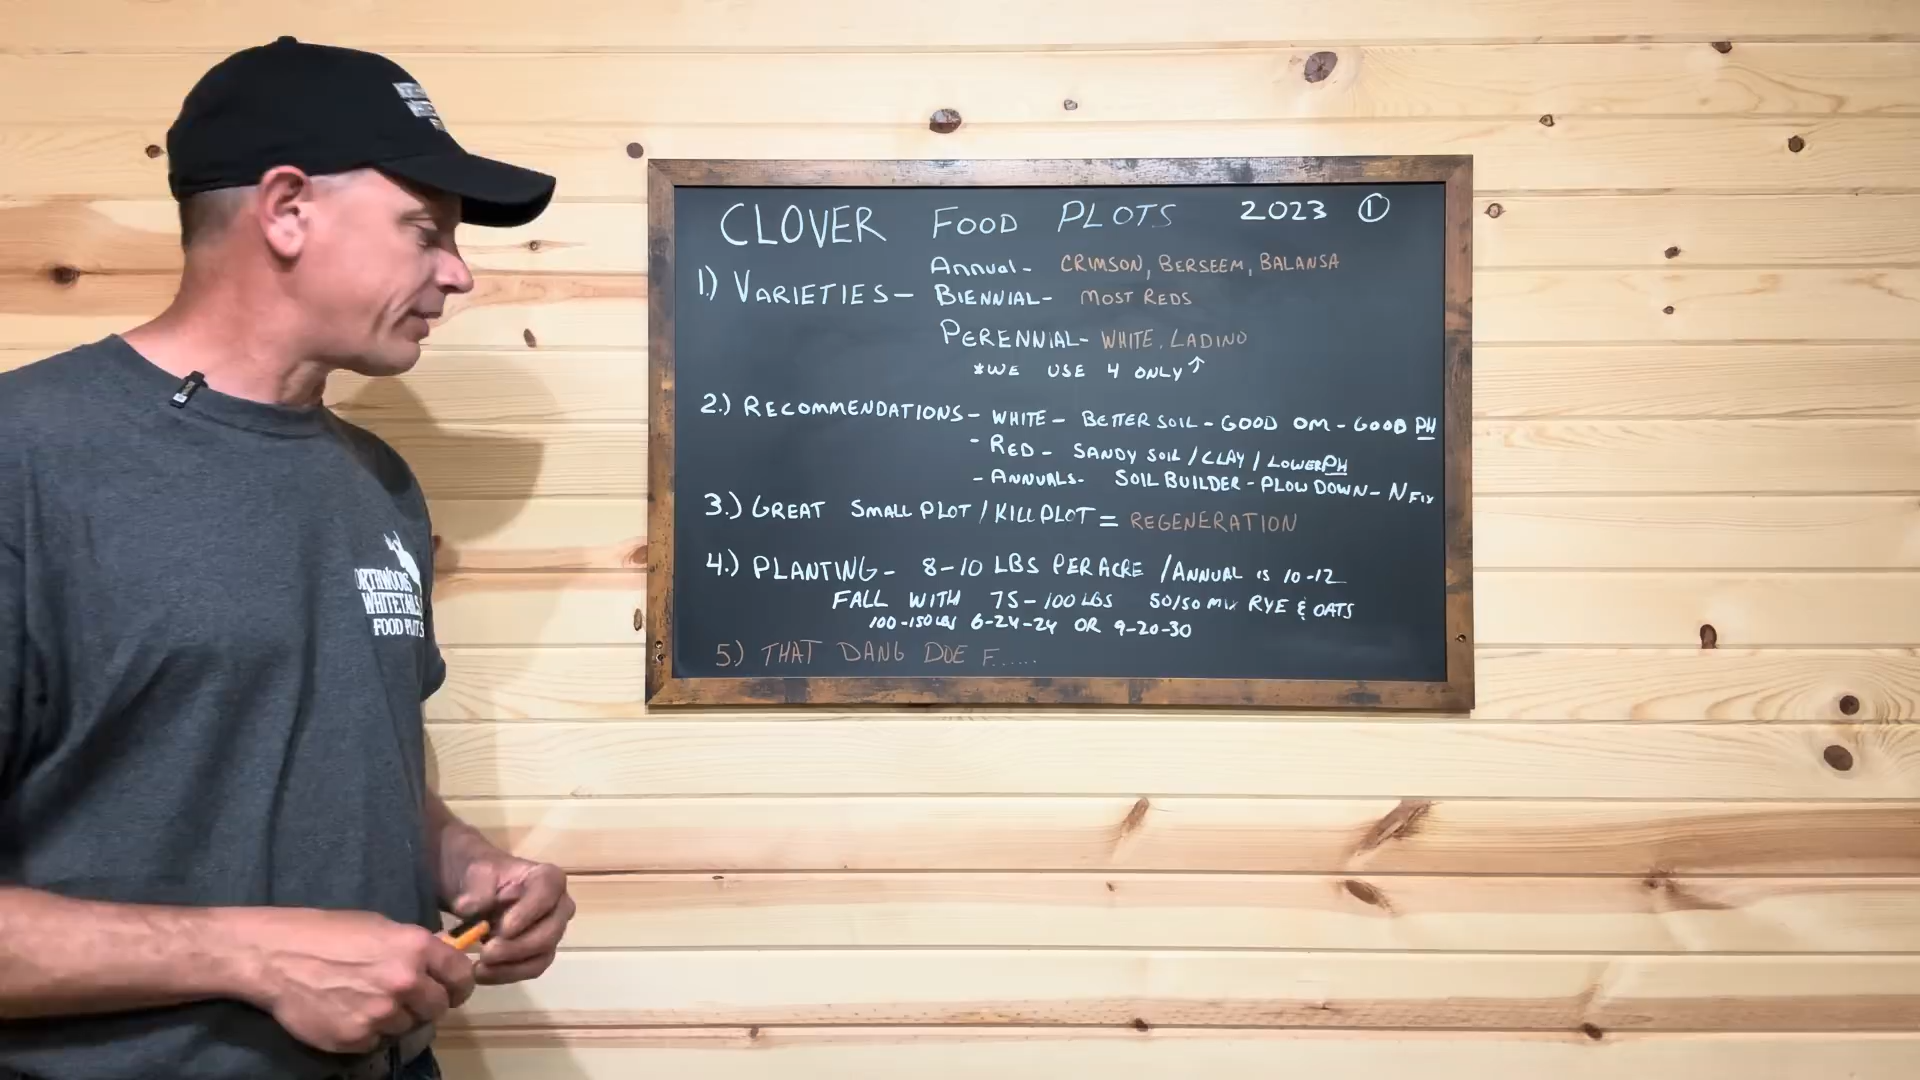 CLOVER FOOD PLOTS 2023 ①
1.) VARIETIES - ANNUAL - CRIMSON, BERSEEM, BALANSA
BIENNIAL - MOST REDS
PERENNIAL - WHITE, LADINO
*WE USE 4 ONLY ↑
2.) RECOMMENDATIONS - WHITE - BETTER SOIL - GOOD OM - GOOD PH
- RED - SANDY SOIL / CLAY / LOWER PH
- ANNUALS - SOIL BUILDER - PLOW DOWN - N FIX
3.) GREAT SMALL PLOT / KILL PLOT = REGENERATION
4.) PLANTING - 8-10 LBS PER ACRE / ANNUAL IS 10-12
FALL WITH 75-100 LBS 50/50 MIX RYE & OATS
100-150 LBS 6-24-24 OR 9-20-30
5.) THAT DANG DOE F......
ORTHWOODS
WHITETAILS
FOOD PLOTS